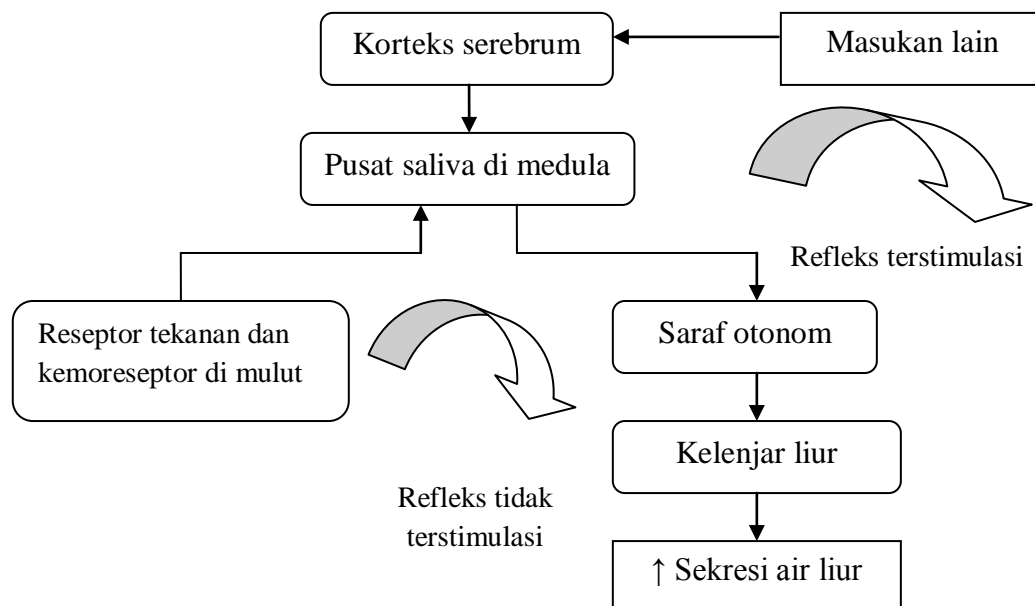 Korteks serebrum
Masukan lain
Pusat saliva di medula
Refleks terstimulasi
Reseptor tekanan dan
kemoreseptor di mulut
Saraf otonom
Kelenjar liur
Refleks tidak
terstimulasi
↑ Sekresi air liur